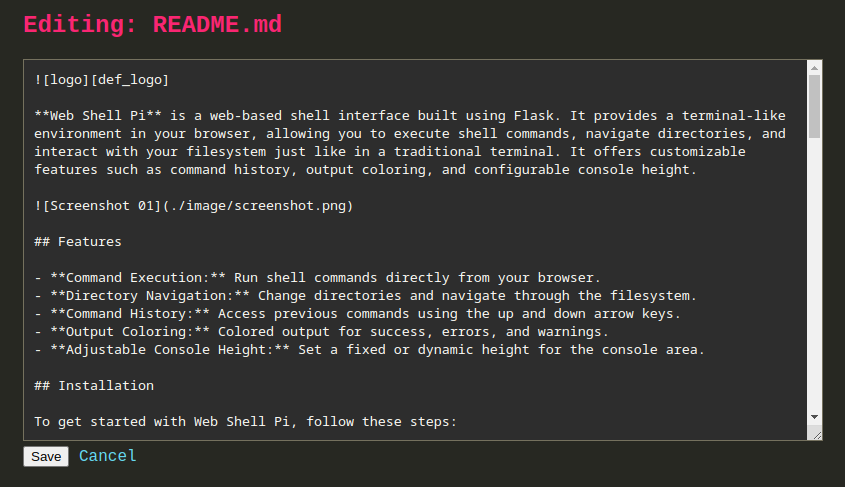 Editing: README.md
![logo][def_logo]
**Web Shell Pi** is a web-based shell interface built using Flask. It provides a terminal-like
environment in your browser, allowing you to execute shell commands, navigate directories, and
interact with your filesystem just like in a traditional terminal. It offers customizable
features such as command history, output coloring, and configurable console height.
![Screenshot 01](./image/screenshot.png)
## Features
- **Command Execution:** Run shell commands directly from your browser.
- **Directory Navigation:** Change directories and navigate through the filesystem.
- **Command History:** Access previous commands using the up and down arrow keys.
- **Output Coloring:** Colored output for success, errors, and warnings.
- **Adjustable Console Height:** Set a fixed or dynamic height for the console area.
## Installation
To get started with Web Shell Pi, follow these steps:
Save Cancel